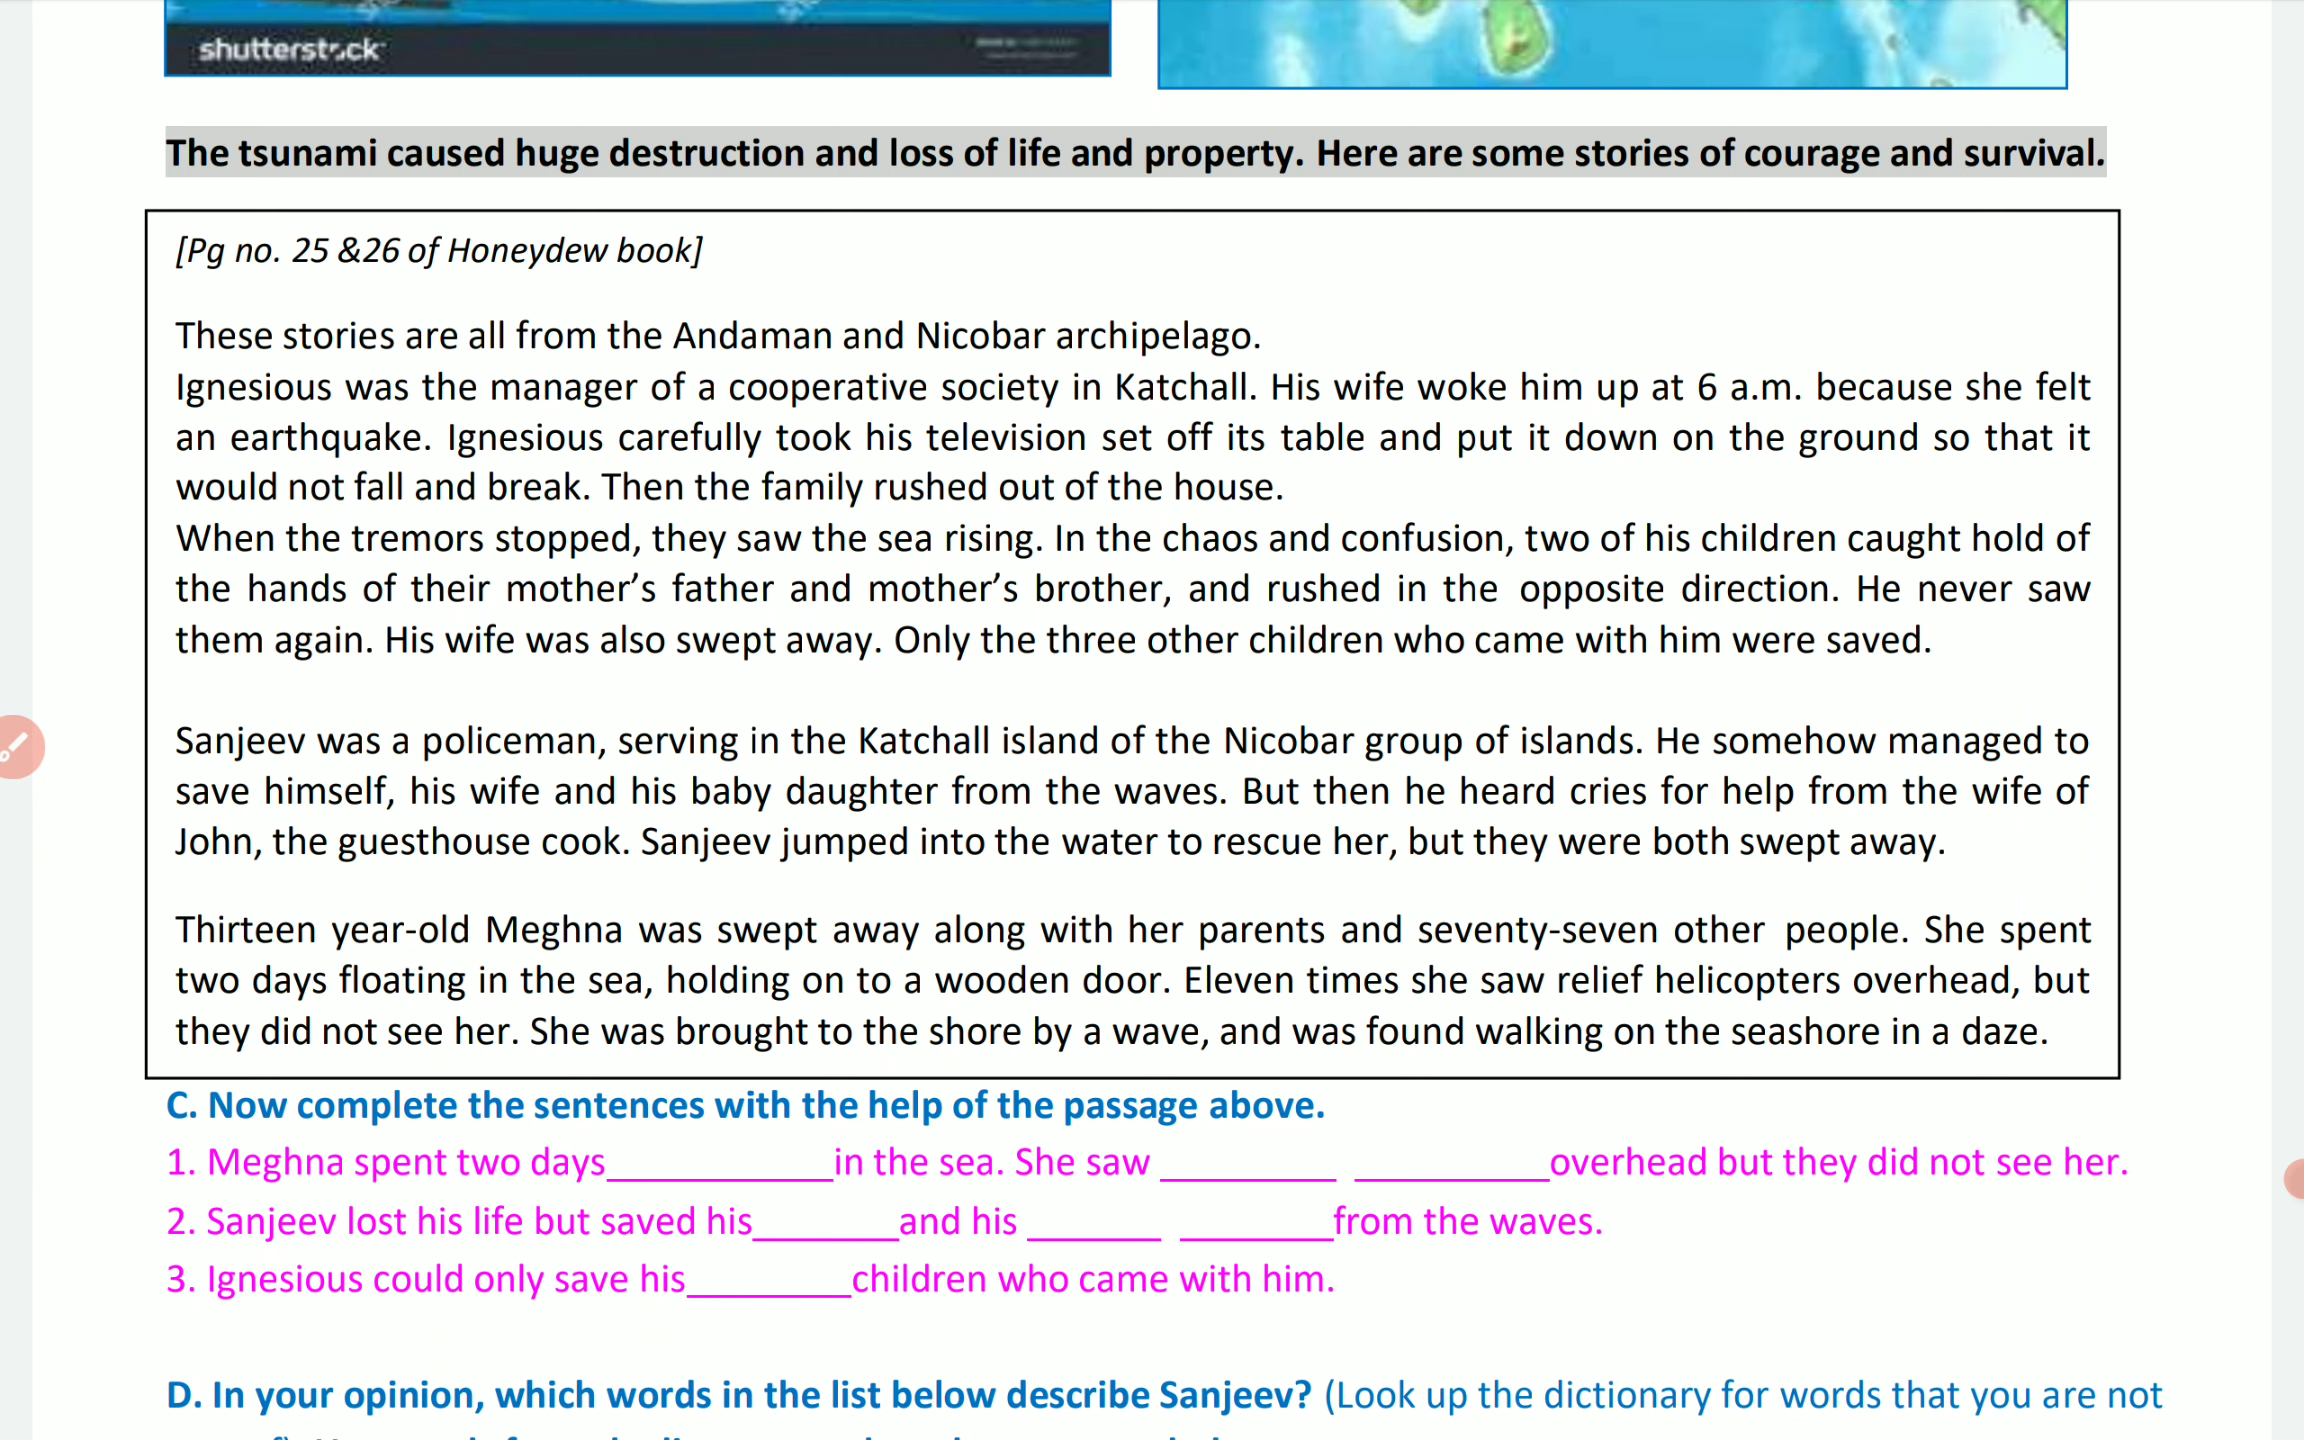 shutterstock
The tsunami caused huge destruction and loss of life and property. Here are some stories of courage and survival.
[Pg no. 25 &26 of Honeydew book]
These stories are all from the Andaman and Nicobar archipelago.
Ignesious was the manager of a cooperative society in Katchall. His wife woke him up at 6 a.m. because she felt
an earthquake. Ignesious carefully took his television set off its table and put it down on the ground so that it
would not fall and break. Then the family rushed out of the house.
When the tremors stopped, they saw the sea rising. In the chaos and confusion, two of his children caught hold of
the hands of their mother’s father and mother’s brother, and rushed in the opposite direction. He never saw
them again. His wife was also swept away. Only the three other children who came with him were saved.
Sanjeev was a policeman, serving in the Katchall island of the Nicobar group of islands. He somehow managed to
save himself, his wife and his baby daughter from the waves. But then he heard cries for help from the wife of
John, the guesthouse cook. Sanjeev jumped into the water to rescue her, but they were both swept away.
Thirteen year-old Meghna was swept away along with her parents and seventy-seven other people. She spent
two days floating in the sea, holding on to a wooden door. Eleven times she saw relief helicopters overhead, but
they did not see her. She was brought to the shore by a wave, and was found walking on the seashore in a daze.
C. Now complete the sentences with the help of the passage above.
1. Meghna spent two days__________in the sea. She saw ________ ________overhead but they did not see her.
2. Sanjeev lost his life but saved his_______and his ______ _______from the waves.
3. Ignesious could only save his_______children who came with him.
D. In your opinion, which words in the list below describe Sanjeev? (Look up the dictionary for words that you are not